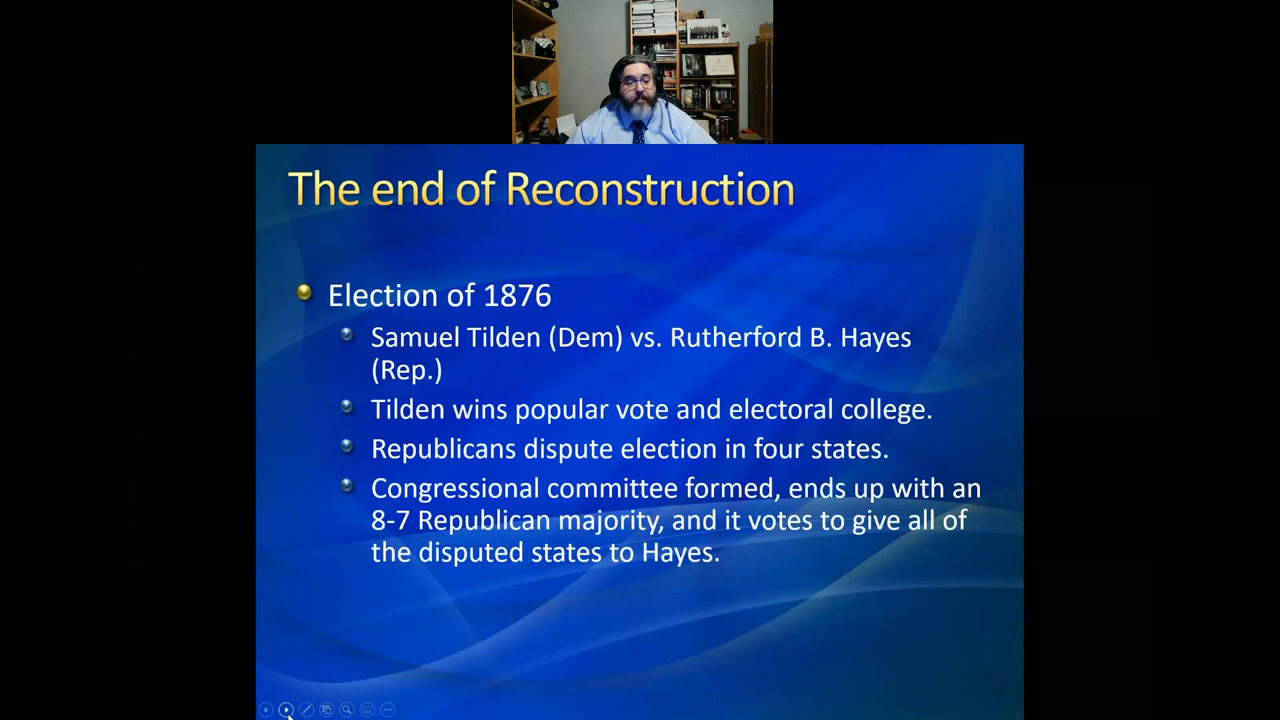 The end of Reconstruction
Election of 1876
Samuel Tilden (Dem) vs. Rutherford B. Hayes
(Rep.)
Tilden wins popular vote and electoral college.
Republicans dispute election in four states.
Congressional committee formed, ends up with an
8-7 Republican majority, and it votes to give all of
the disputed states to Hayes.